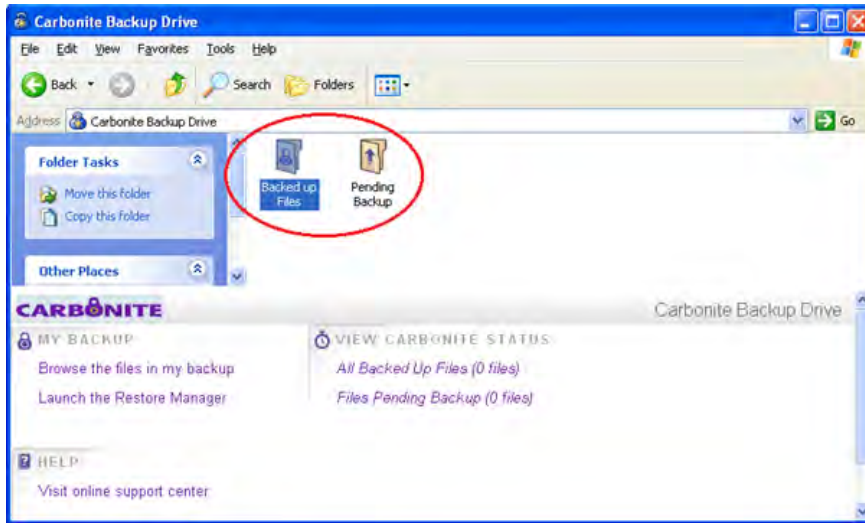 Carbonite Backup Drive
File Edit View Favorites Tools Help
Back Search Folders
Address Carbonite Backup Drive Go
Folder Tasks
Move this folder
Copy this folder
Other Places
Backed up
Files
Pending
Backup
CARBONITE Carbonite Backup Drive
MY BACKUP
Browse the files in my backup
Launch the Restore Manager
VIEW CARBONITE STATUS
All Backed Up Files (0 files)
Files Pending Backup (0 files)
HELP
Visit online support center